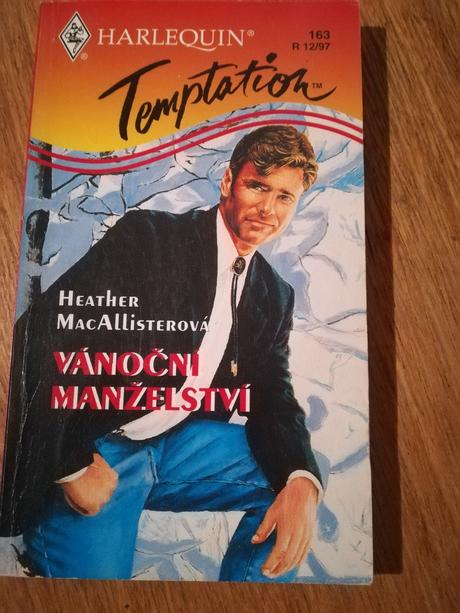 HARLEQUIN®
163
R 12/97
Temptation™
HEATHER
MACALLISTEROVÁ
VÁNOČNÍ
MANŽELSTVÍ